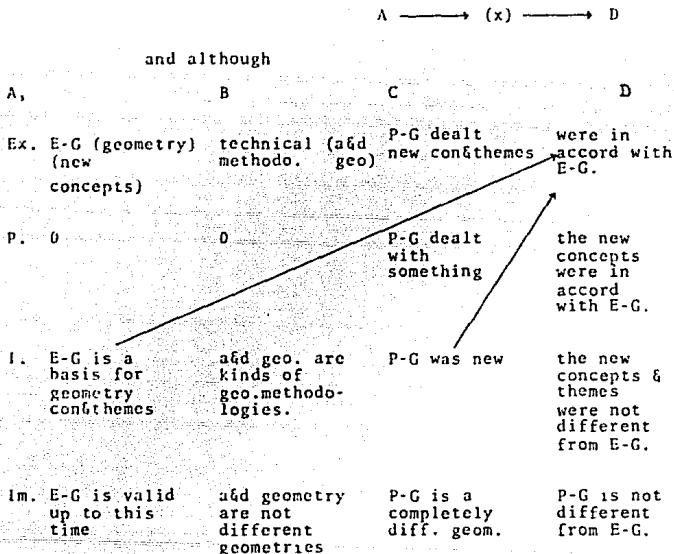 A ⟶ (x) ⟶ D
and although
A, B C D
Ex. E-G (geometry) technical (a&d P-G dealt were in
(new methodo. geo) new con&themes accord with
concepts) E-G.
P. 0 0 P-G dealt the new
with concepts
something were in
accord
with E-G.
I. E-G is a a&d geo. are P-G was new the new
basis for kinds of concepts &
geometry geo.methodo- themes
con&themes logies. were not
different
from E-G.
Im. E-G is valid a&d geometry P-G is a P-G is not
up to this are not completely different
time different diff. geom. from E-G.
geometries